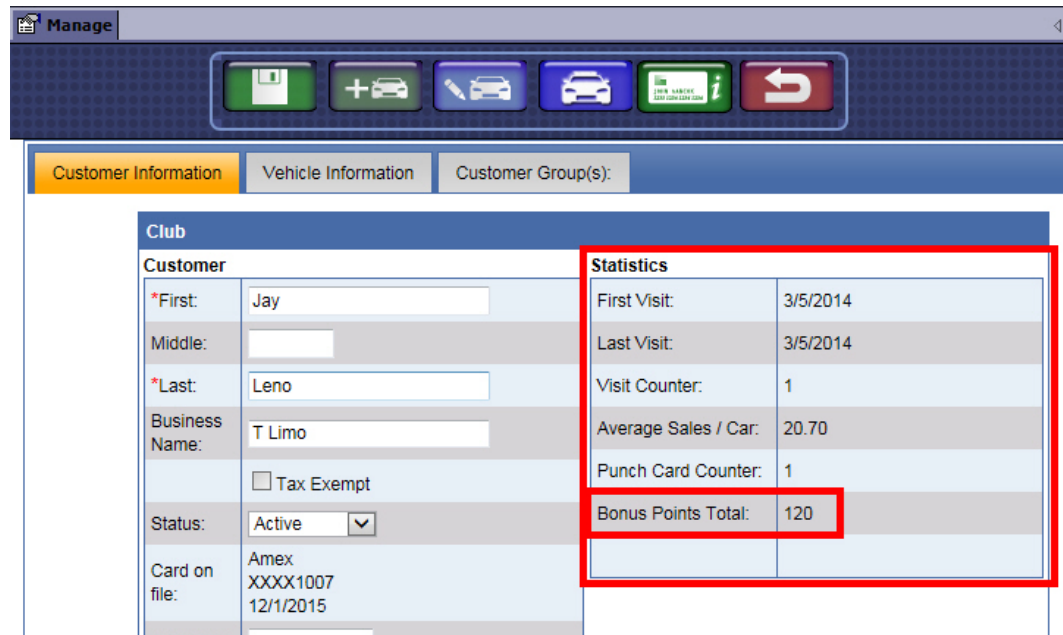 Manage
i
Customer Information Vehicle Information Customer Group(s):
Club
Customer Statistics
*First: Jay First Visit: 3/5/2014
Middle: Last Visit: 3/5/2014
*Last: Leno Visit Counter: 1
Business Name: T Limo Average Sales / Car: 20.70
Tax Exempt Punch Card Counter: 1
Status: Active Bonus Points Total: 120
Card on file: Amex
XXXX1007
12/1/2015